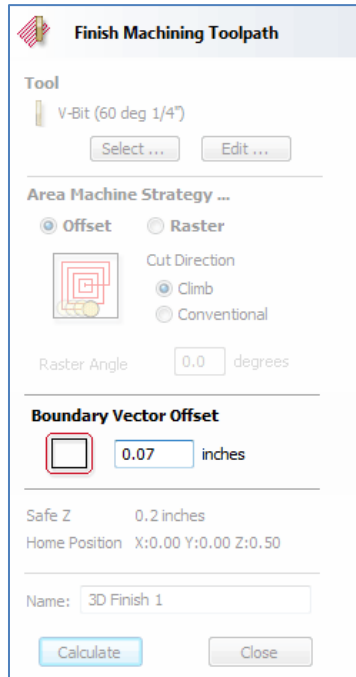 Finish Machining Toolpath
Tool
V-Bit (60 deg 1/4")
Select ... Edit ...
Area Machine Strategy ...
Offset Raster
Cut Direction
Climb
Conventional
Raster Angle 0.0 degrees
Boundary Vector Offset
0.07 inches
Safe Z 0.2 inches
Home Position X:0.00 Y:0.00 Z:0.50
Name: 3D Finish 1
Calculate Close